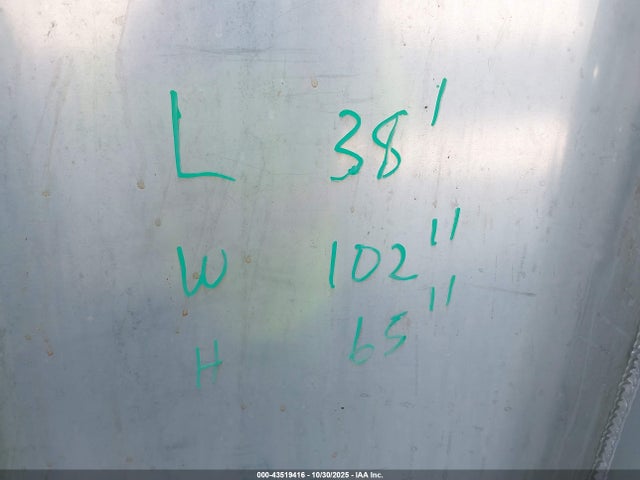 L 38'
W 102"
H 65"
000-43519416 - 10/30/2025 - IAA Inc.